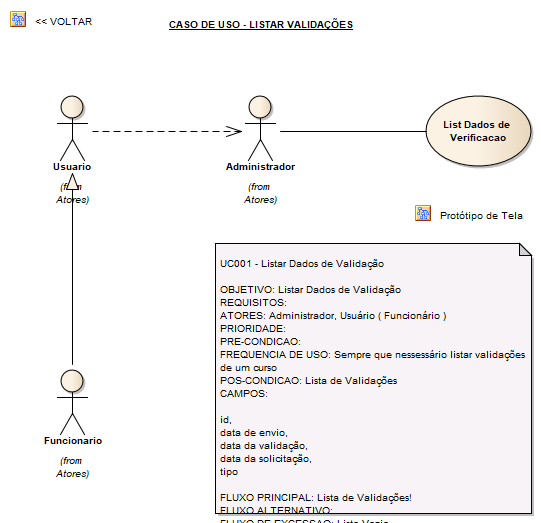 << VOLTAR
CASO DE USO - LISTAR VALIDAÇÕES
Usuario
(from
Atores)
Administrador
(from
Atores)
List Dados de
Verificacao
Protótipo de Tela
Funcionario
(from
Atores)
UC001 - Listar Dados de Validação
OBJETIVO: Listar Dados de Validação
REQUISITOS:
ATORES: Administrador, Usuário ( Funcionário )
PRIORIDADE:
PRE-CONDICAO:
FREQUENCIA DE USO: Sempre que nessessário listar validações
de um curso
POS-CONDICAO: Lista de Validações
CAMPOS:
id,
data de envio,
data da validação,
data da solicitação,
tipo
FLUXO PRINCIPAL: Lista de Validações!
FLUXO ALTERNATIVO:
FLUXO DE EXCESSAO: Lista Vazia